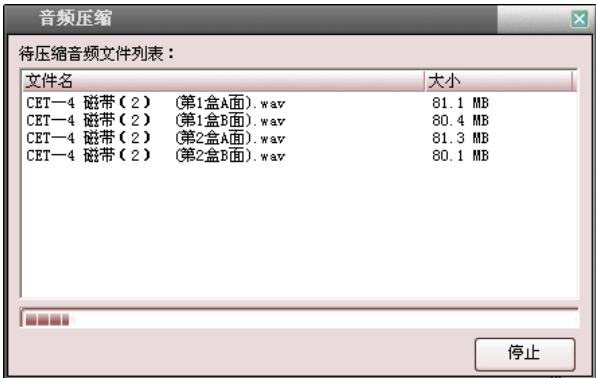 音频压缩
待压缩音频文件列表：
文件名 大小
CET—4 磁带(2) (第1盒A面).wav 81.1 MB
CET—4 磁带(2) (第1盒B面).wav 80.4 MB
CET—4 磁带(2) (第2盒A面).wav 81.3 MB
CET—4 磁带(2) (第2盒B面).wav 80.1 MB
停止